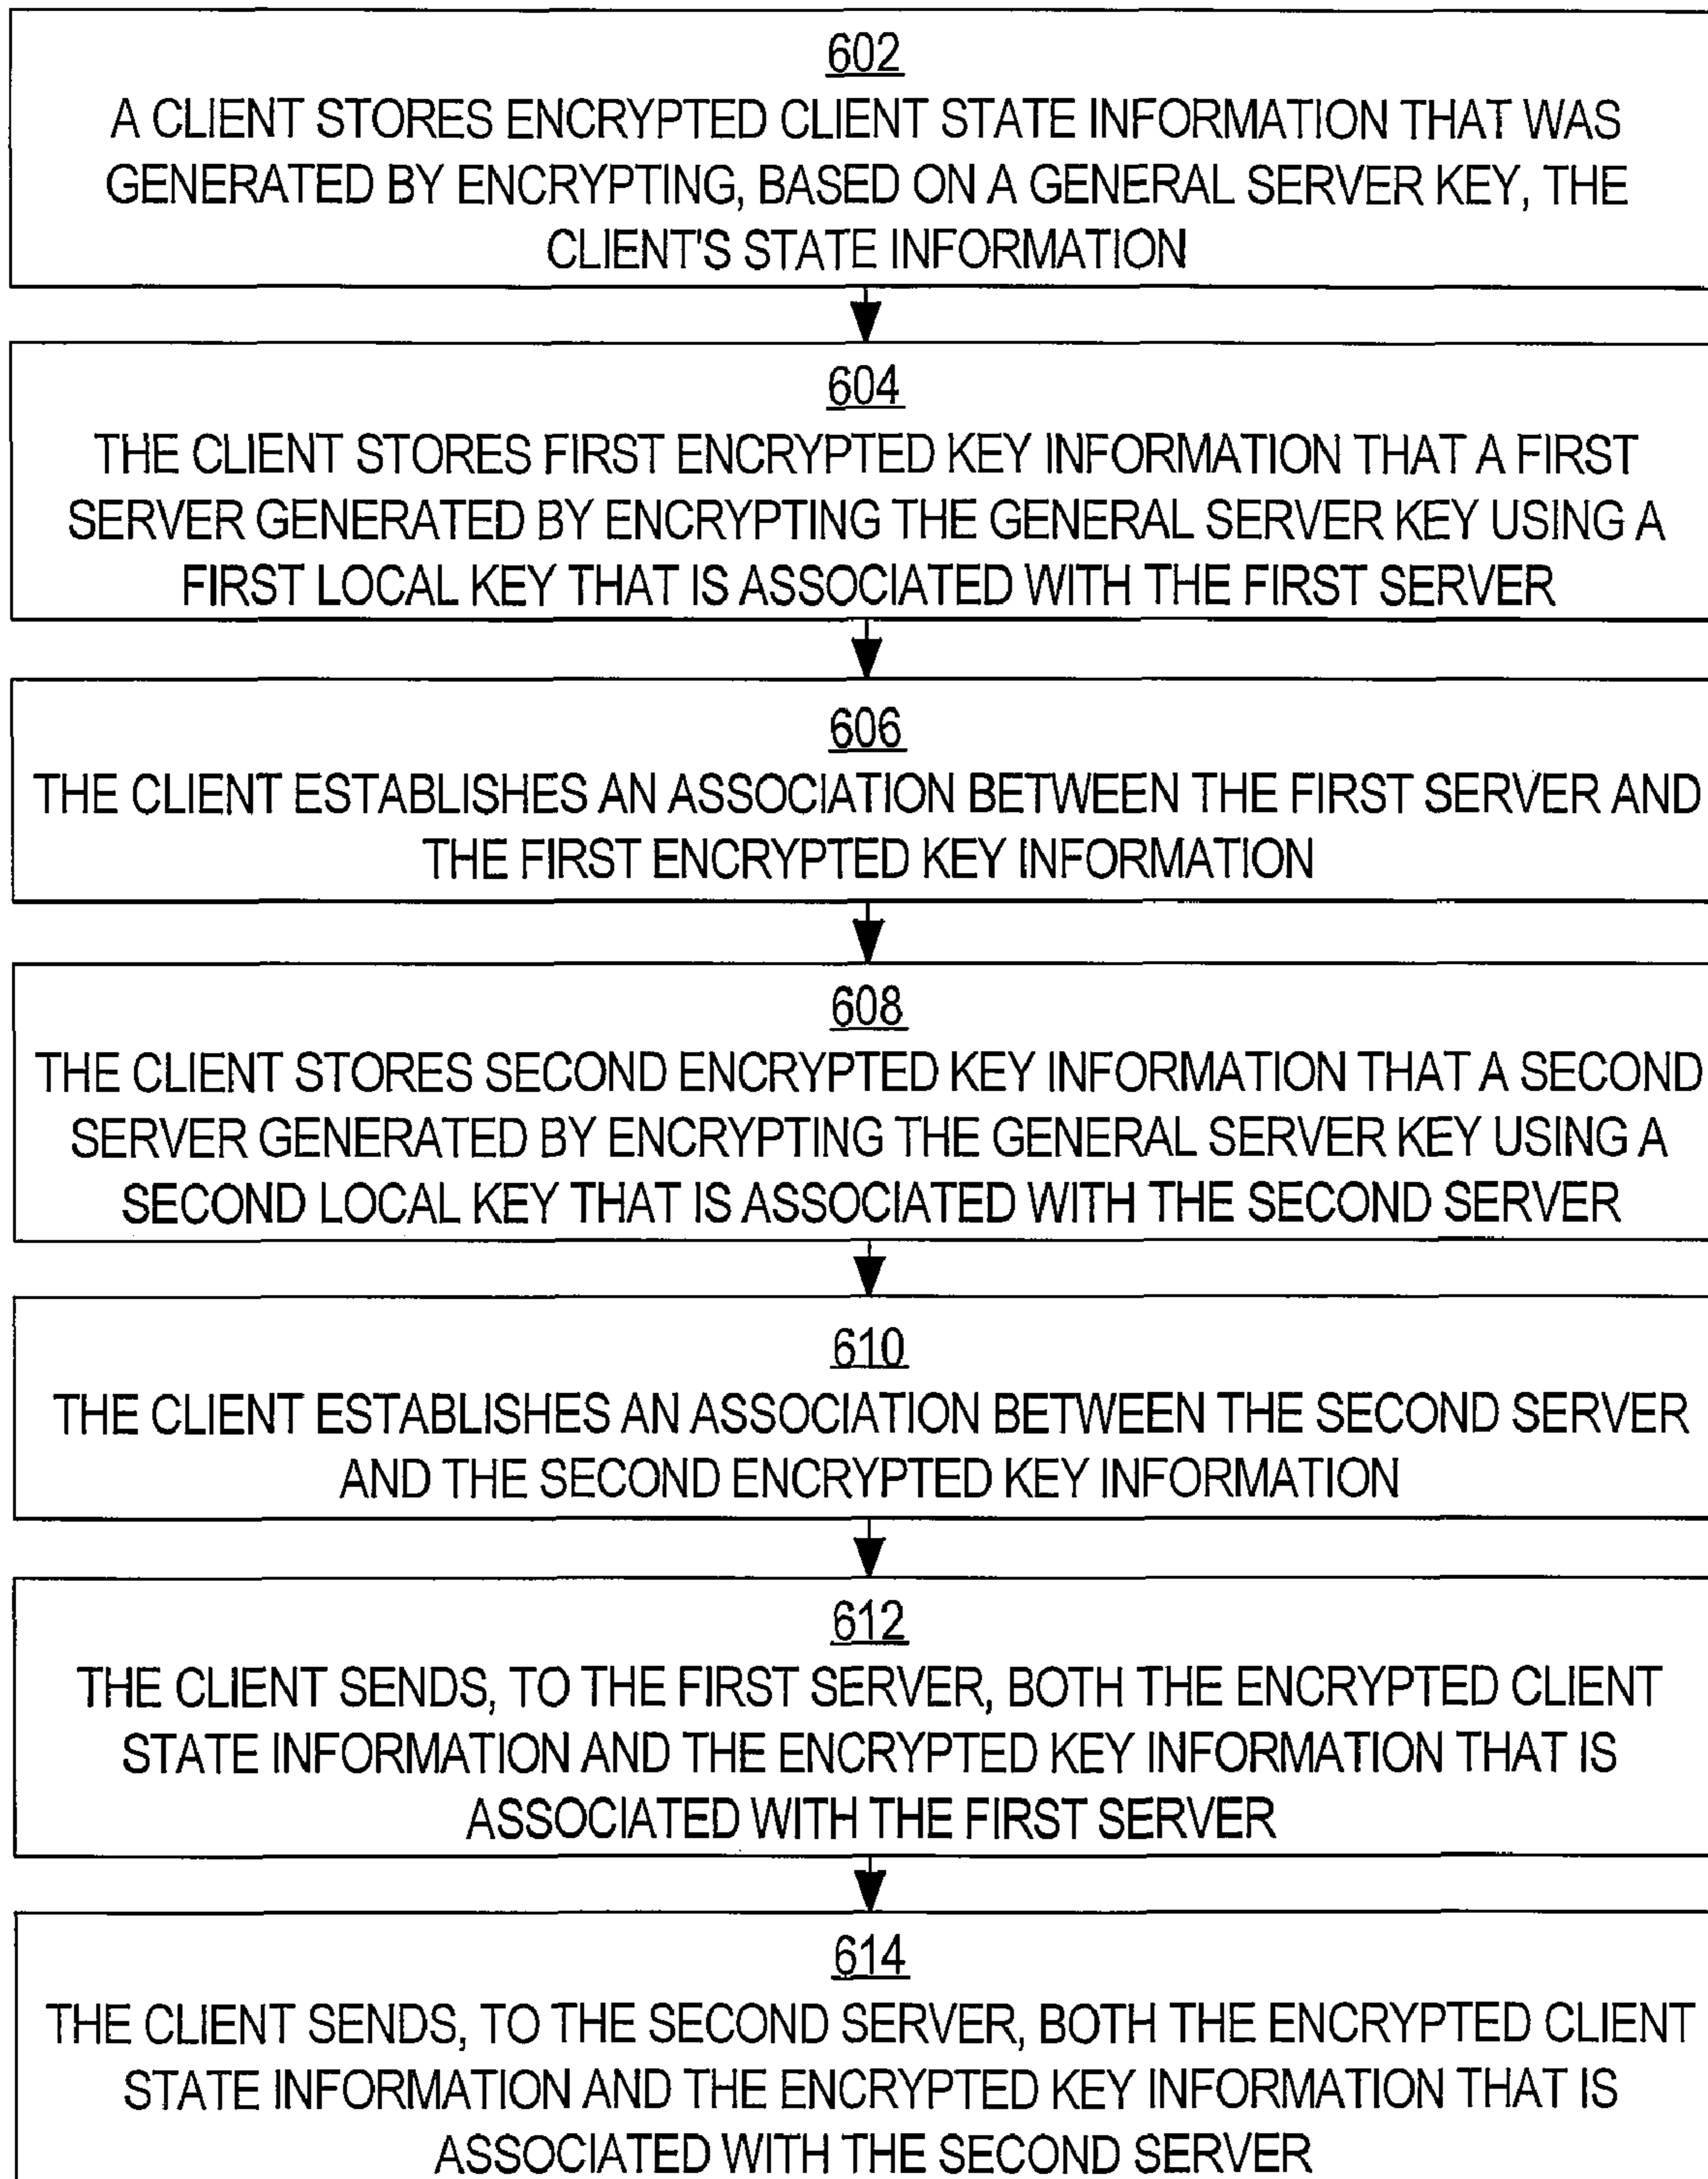 602
A CLIENT STORES ENCRYPTED CLIENT STATE INFORMATION THAT WAS
GENERATED BY ENCRYPTING, BASED ON A GENERAL SERVER KEY, THE
CLIENT'S STATE INFORMATION
604
THE CLIENT STORES FIRST ENCRYPTED KEY INFORMATION THAT A FIRST
SERVER GENERATED BY ENCRYPTING THE GENERAL SERVER KEY USING A
FIRST LOCAL KEY THAT IS ASSOCIATED WITH THE FIRST SERVER
606
THE CLIENT ESTABLISHES AN ASSOCIATION BETWEEN THE FIRST SERVER AND
THE FIRST ENCRYPTED KEY INFORMATION
608
THE CLIENT STORES SECOND ENCRYPTED KEY INFORMATION THAT A SECOND
SERVER GENERATED BY ENCRYPTING THE GENERAL SERVER KEY USING A
SECOND LOCAL KEY THAT IS ASSOCIATED WITH THE SECOND SERVER
610
THE CLIENT ESTABLISHES AN ASSOCIATION BETWEEN THE SECOND SERVER
AND THE SECOND ENCRYPTED KEY INFORMATION
612
THE CLIENT SENDS, TO THE FIRST SERVER, BOTH THE ENCRYPTED CLIENT
STATE INFORMATION AND THE ENCRYPTED KEY INFORMATION THAT IS
ASSOCIATED WITH THE FIRST SERVER
614
THE CLIENT SENDS, TO THE SECOND SERVER, BOTH THE ENCRYPTED CLIENT
STATE INFORMATION AND THE ENCRYPTED KEY INFORMATION THAT IS
ASSOCIATED WITH THE SECOND SERVER